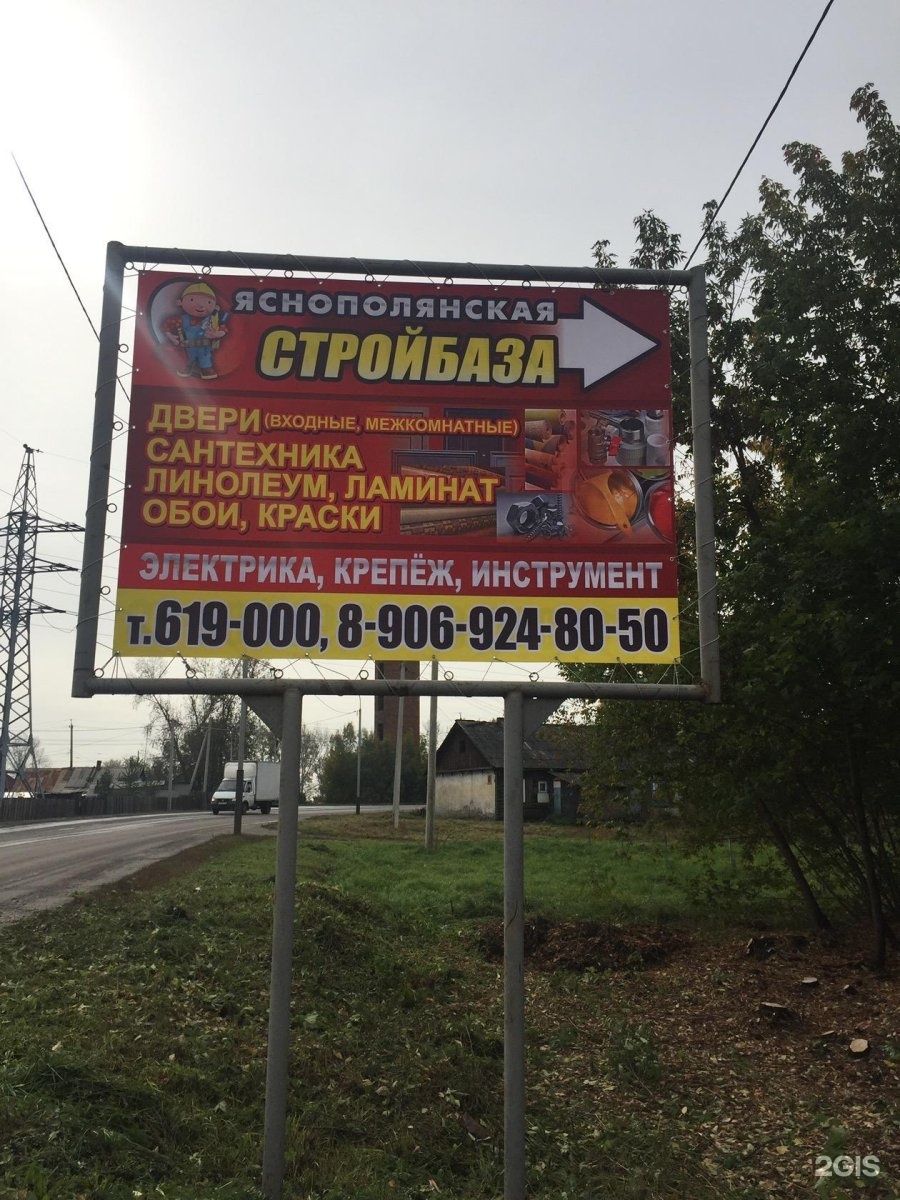 ЯСНОПОЛЯНСКАЯ
СТРОЙБАЗА
ДВЕРИ (ВХОДНЫЕ, МЕЖКОМНАТНЫЕ)
САНТЕХНИКА
ЛИНОЛЕУМ, ЛАМИНАТ
ОБОИ, КРАСКИ
ЭЛЕКТРИКА, КРЕПЁЖ, ИНСТРУМЕНТ
т.619-000, 8-906-924-80-50
2GIS